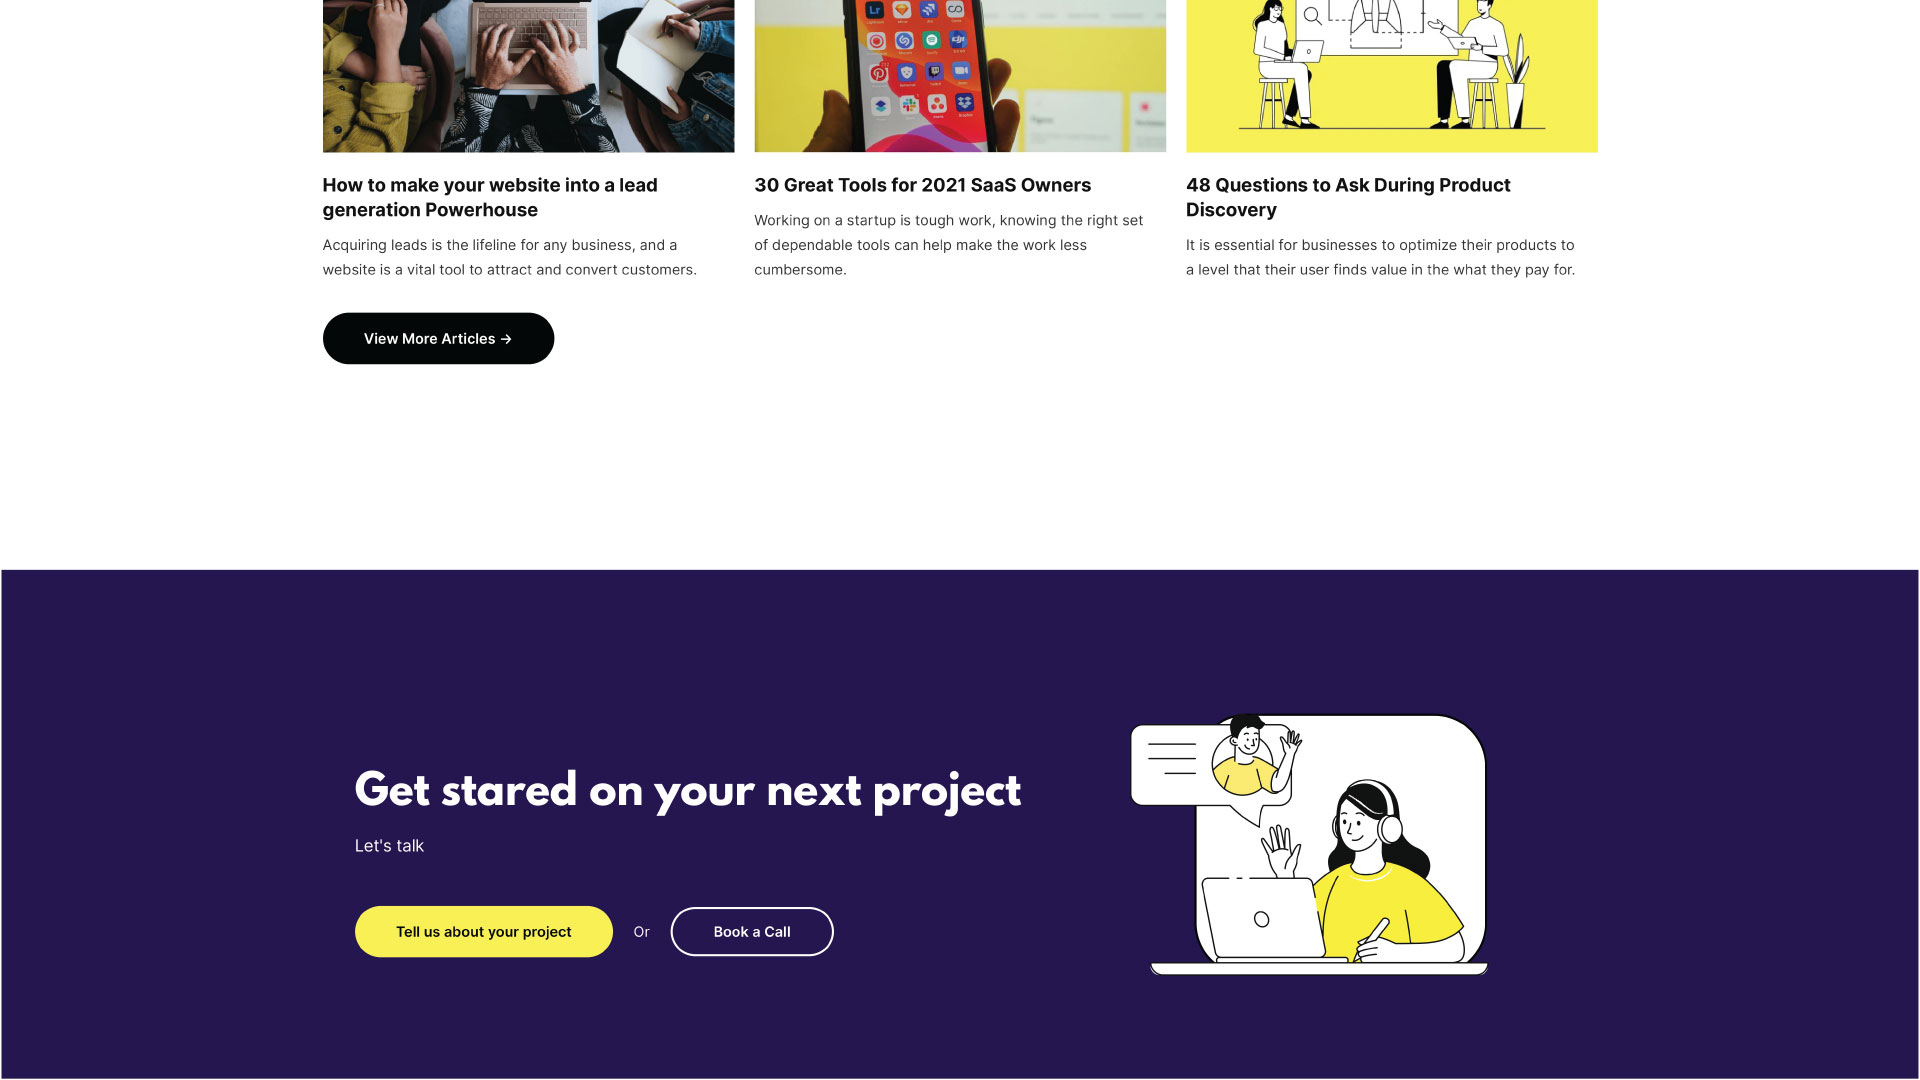 How to make your website into a lead
generation Powerhouse
Acquiring leads is the lifeline for any business, and a
website is a vital tool to attract and convert customers.
30 Great Tools for 2021 SaaS Owners
Working on a startup is tough work, knowing the right set
of dependable tools can help make the work less
cumbersome.
48 Questions to Ask During Product
Discovery
It is essential for businesses to optimize their products to
a level that their user finds value in the what they pay for.
View More Articles →
Get stared on your next project
Let's talk
Tell us about your project
Or
Book a Call